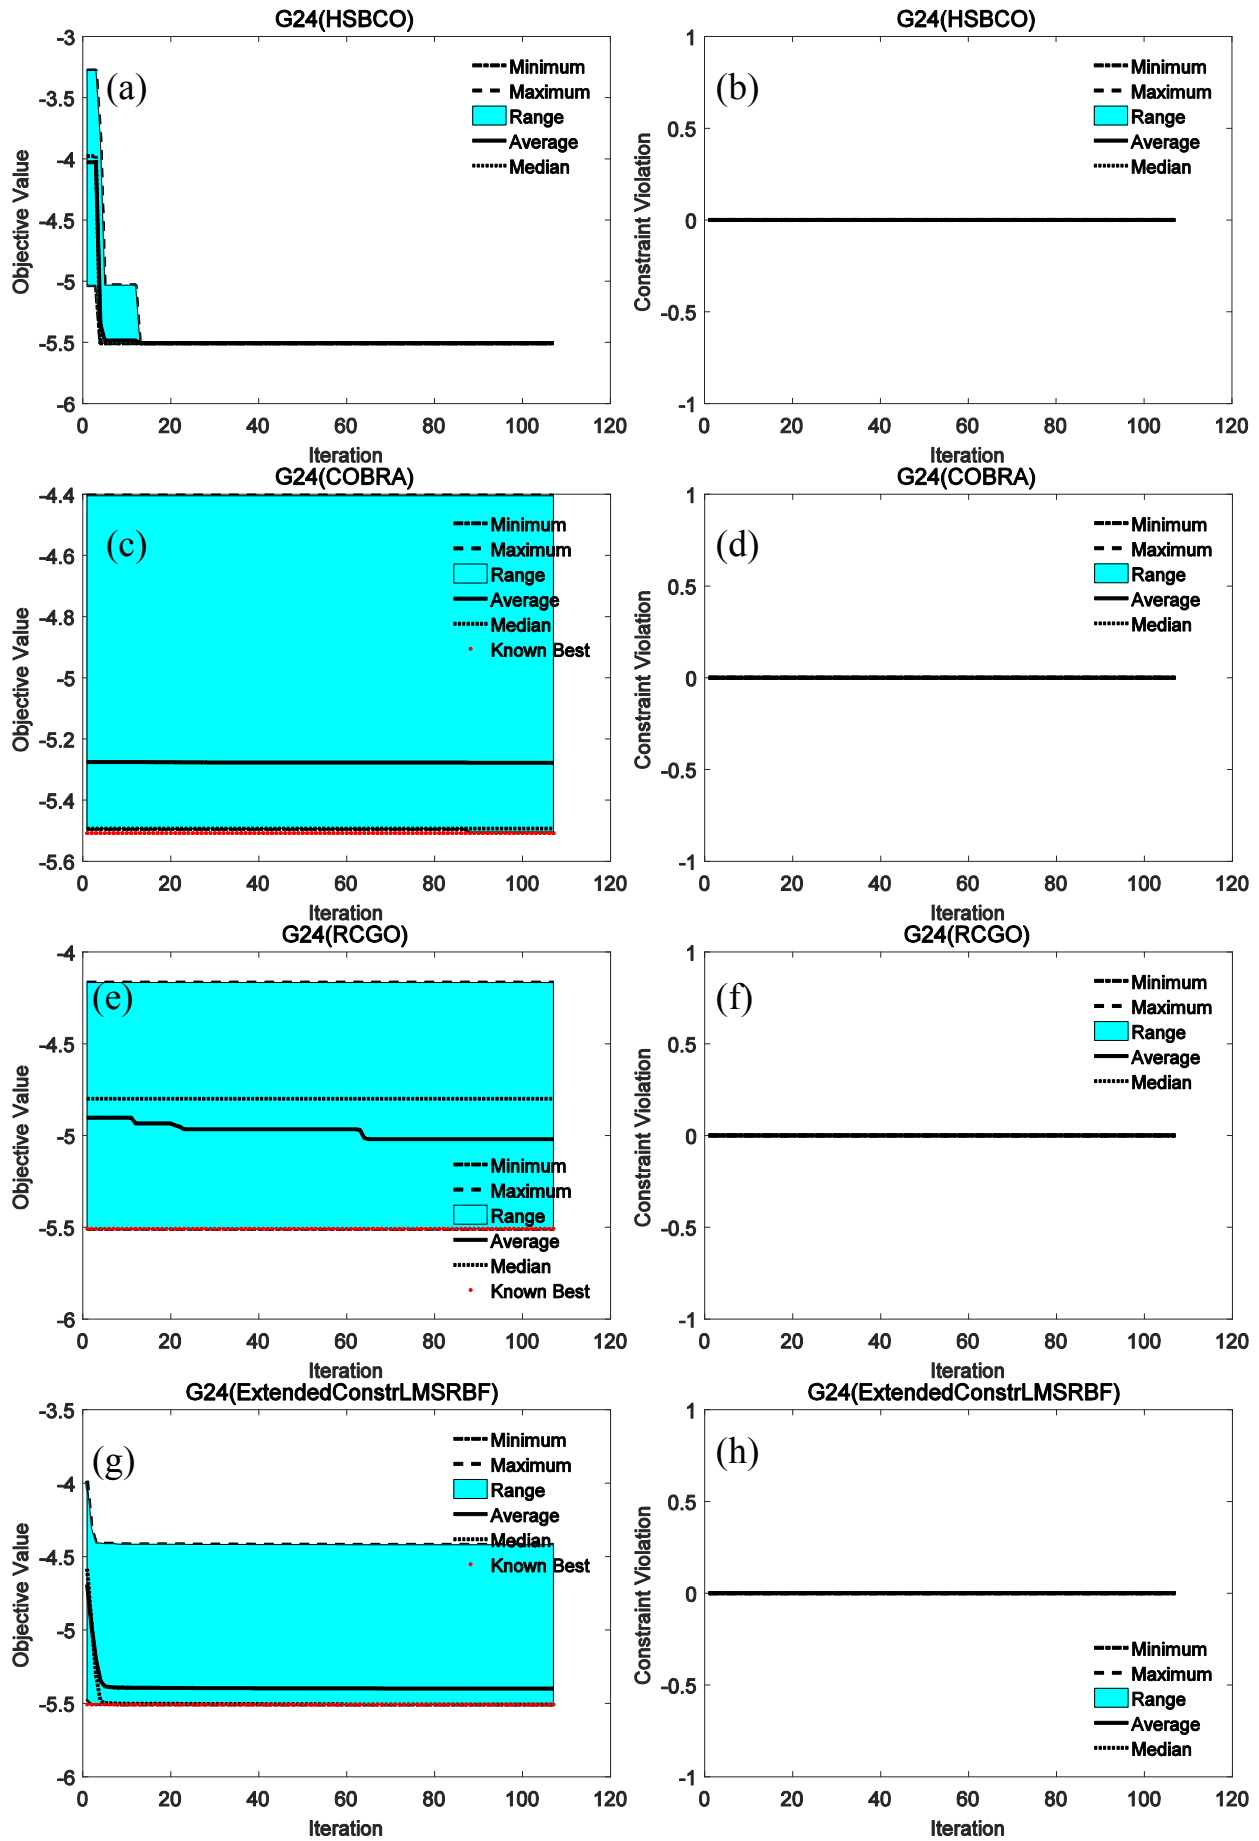 G24(HSBCO)
(a)
Objective Value
-3
-3.5
-4
-4.5
-5
-5.5
-6
0 20 40 60 80 100 120
Iteration
Minimum
Maximum
Range
Average
Median
G24(HSBCO)
(b)
Constraint Violation
1
0.5
0
-0.5
-1
0 20 40 60 80 100 120
Iteration
Minimum
Maximum
Range
Average
Median
G24(COBRA)
(c)
Objective Value
-4.4
-4.6
-4.8
-5
-5.2
-5.4
-5.6
0 20 40 60 80 100 120
Iteration
Minimum
Maximum
Range
Average
Median
Known Best
G24(COBRA)
(d)
Constraint Violation
1
0.5
0
-0.5
-1
0 20 40 60 80 100 120
Iteration
Minimum
Maximum
Range
Average
Median
G24(RCGO)
(e)
Objective Value
-4
-4.5
-5
-5.5
-6
0 20 40 60 80 100 120
Iteration
Minimum
Maximum
Range
Average
Median
Known Best
G24(RCGO)
(f)
Constraint Violation
1
0.5
0
-0.5
-1
0 20 40 60 80 100 120
Iteration
Minimum
Maximum
Range
Average
Median
G24(ExtendedConstrLMSRBF)
(g)
Objective Value
-3.5
-4
-4.5
-5
-5.5
-6
0 20 40 60 80 100 120
Iteration
Minimum
Maximum
Range
Average
Median
Known Best
G24(ExtendedConstrLMSRBF)
(h)
Constraint Violation
1
0.5
0
-0.5
-1
0 20 40 60 80 100 120
Iteration
Minimum
Maximum
Range
Average
Median